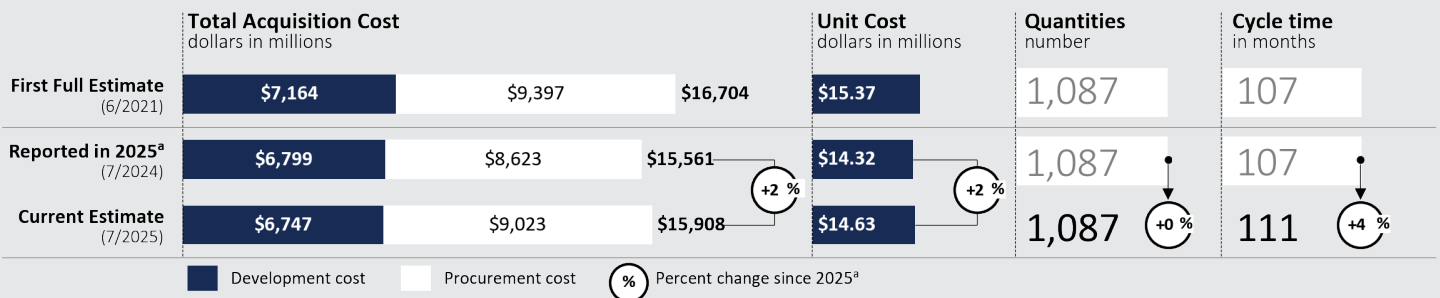 Total Acquisition Cost Unit Cost Quantities Cycle time
dollars in millions dollars in millions number in months
First Full Estimate $7,164 $9,397 $16,704 $15.37 1,087 107
(6/2021)
Reported in 2025ᵃ $6,799 $8,623 $15,561 $14.32 1,087 107
(7/2024)
+2 % +2 %
Current Estimate $6,747 $9,023 $15,908 $14.63 1,087 +0 % 111 +4 %
(7/2025)
Development cost Procurement cost % Percent change since 2025ᵃ